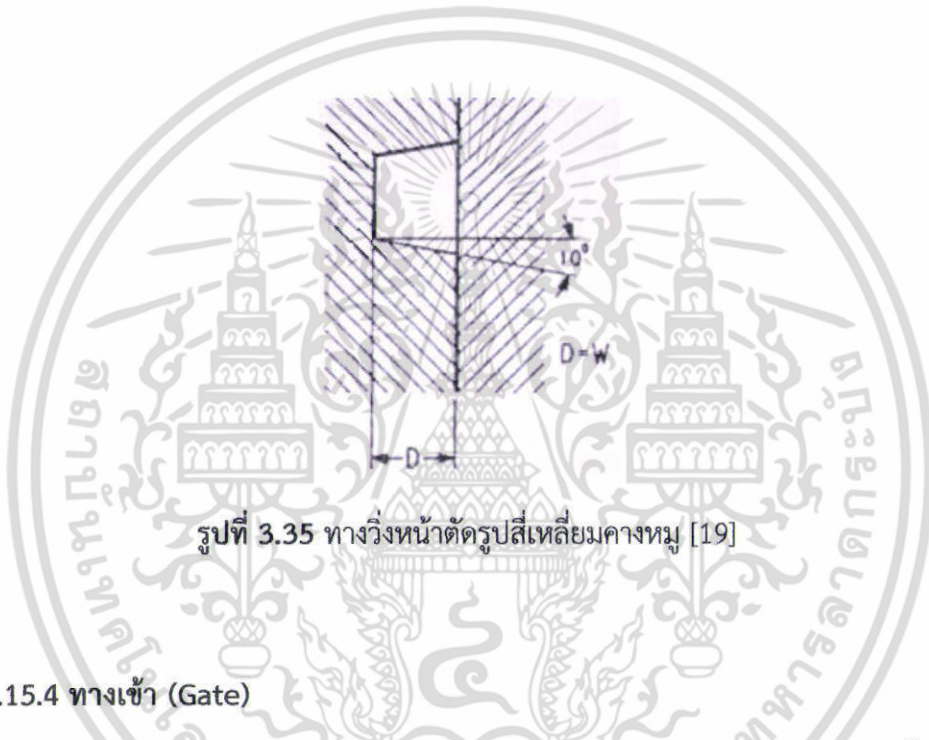 10°
D=W
D
รูปที่ 3.35 ทางวิ่งหน้าตัดรูปสี่เหลี่ยมคางหมู [19]
.15.4 ทางเข้า (Gate)